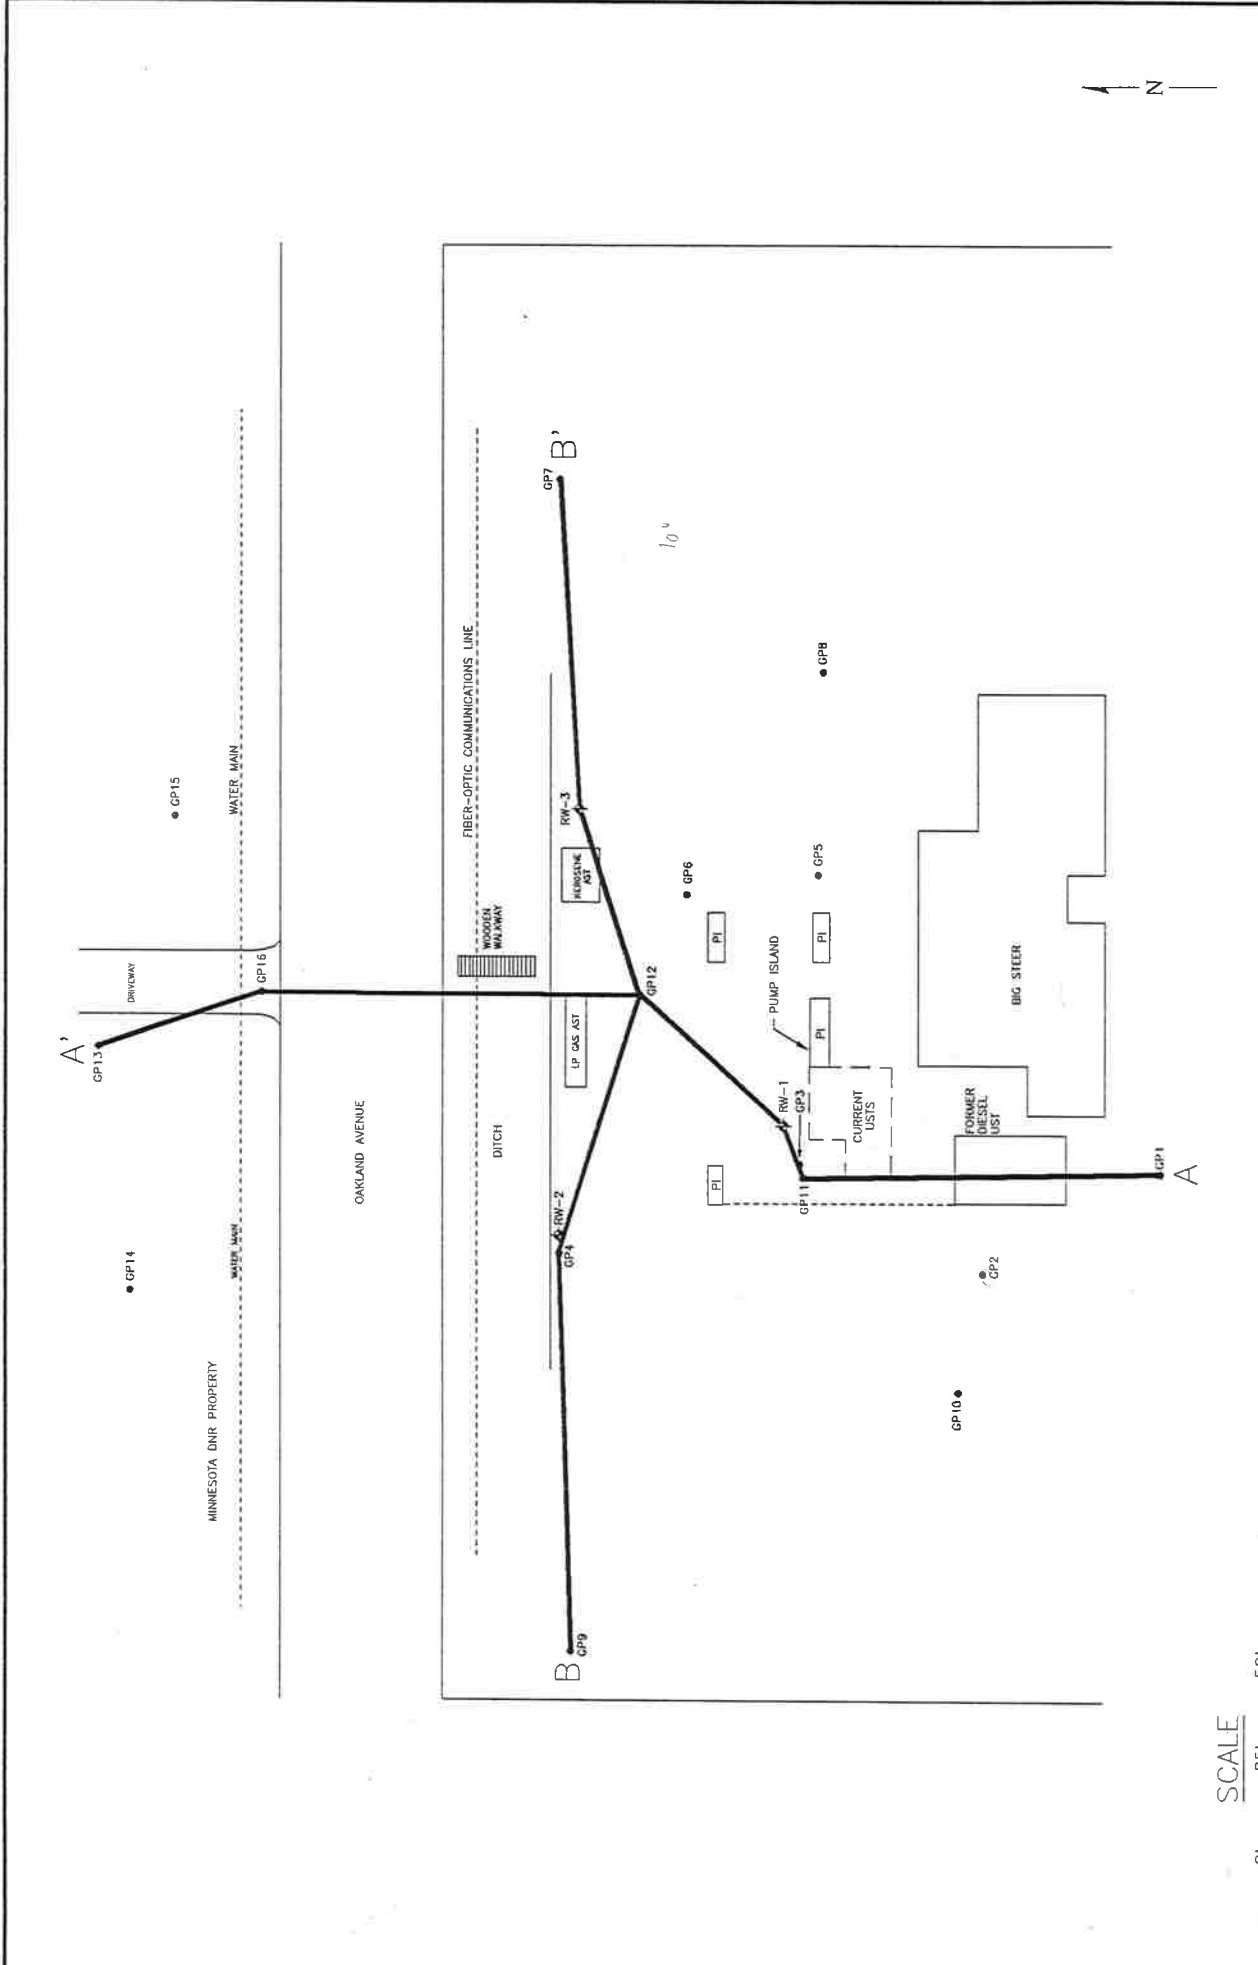 N
A'
GP13
GP16
DRIVEWAY
GP15
WATER MAIN
GP14
WATER MAIN
MINNESOTA DNR PROPERTY
OAKLAND AVENUE
DITCH
FIBER-OPTIC COMMUNICATIONS LINE
WOODEN
WALKWAY
B
GP9
GP4
RW-2
LP GAS AST
KEROSENE
AST
RW-3
GP7
B'
10"
GP12
GP6
PI
PI
PI
PI
PUMP ISLAND
RW-1
GP3
GP11
CURRENT
USTS
GP5
GP8
FORMER
DIESEL
UST
BIG STEER
GP2
GP10
GP1
A
SCALE